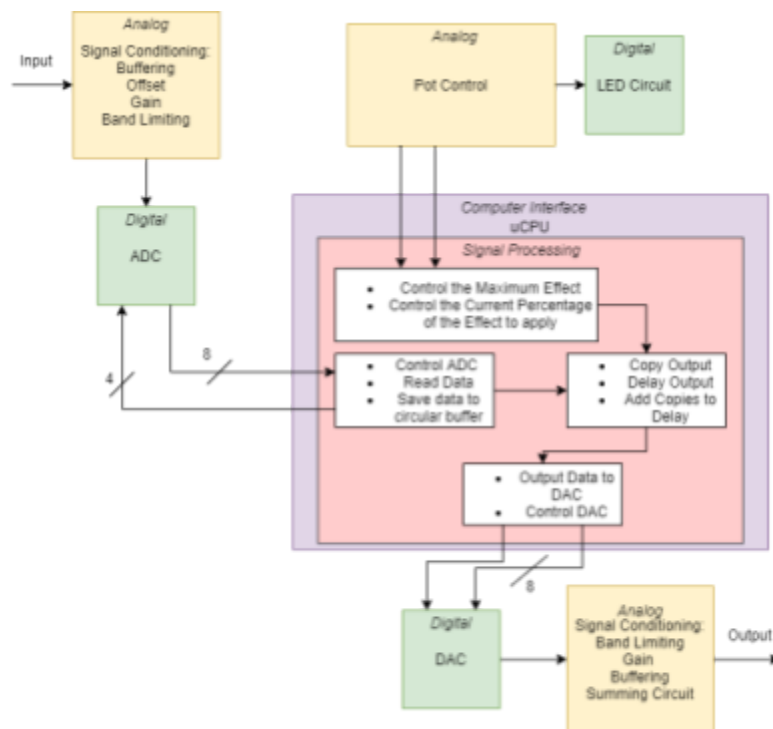 Analog
Signal Conditioning:
Buffering
Offset
Gain
Band Limiting
Input
Analog
Pot Control
Digital
LED Circuit
Digital
ADC
Computer Interface
uCPU
Signal Processing
• Control the Maximum Effect
• Control the Current Percentage
of the Effect to apply
8
4
• Control ADC
• Read Data
• Save data to
circular buffer
• Copy Output
• Delay Output
• Add Copies to
Delay
• Output Data to
DAC
• Control DAC
8
Digital
DAC
Analog
Signal Conditioning:
Band Limiting
Gain
Buffering
Summing Circuit
Output